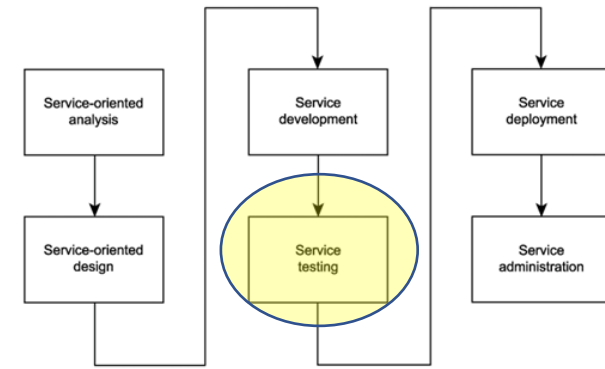 Service-oriented
analysis
Service-oriented
design
Service
development
Service
testing
Service
deployment
Service
administration